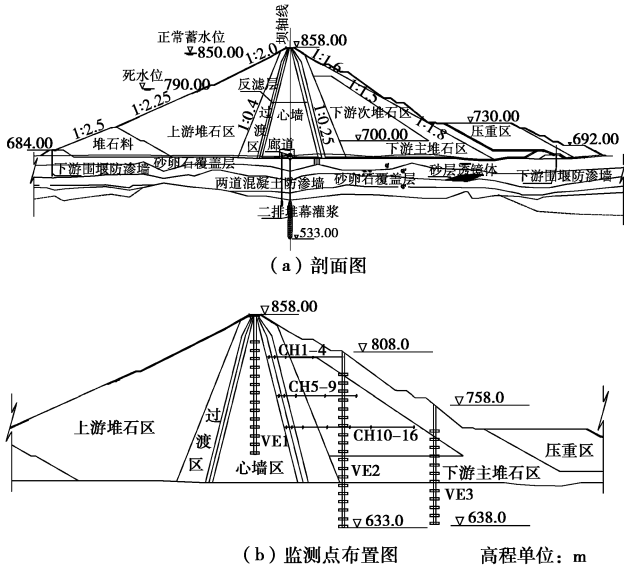 正常蓄水位
850.00
坝轴线
858.00
1:2.0
1:1.6
死水位
790.00
1:2.25
反滤层
1:1.5
1:0.4
过渡区
心墙
1:0.25
下游次堆石区
1:1.8
730.00
压重区
1:2.5
684.00
堆石料
上游堆石区
廊道
700.00
下游主堆石区
692.00
下游围堰防渗墙
砂卵石覆盖层
两道混凝土防渗墙
砂卵石覆盖层
砂层透镜体
下游围堰防渗墙
二排帷幕灌浆
533.00
(a)剖面图
858.00
CH1-4
808.0
CH5-9
758.0
上游堆石区
过渡区
VE1
CH10-16
心墙区
VE2
下游主堆石区
压重区
VE3
633.0
638.0
(b)监测点布置图
高程单位：m